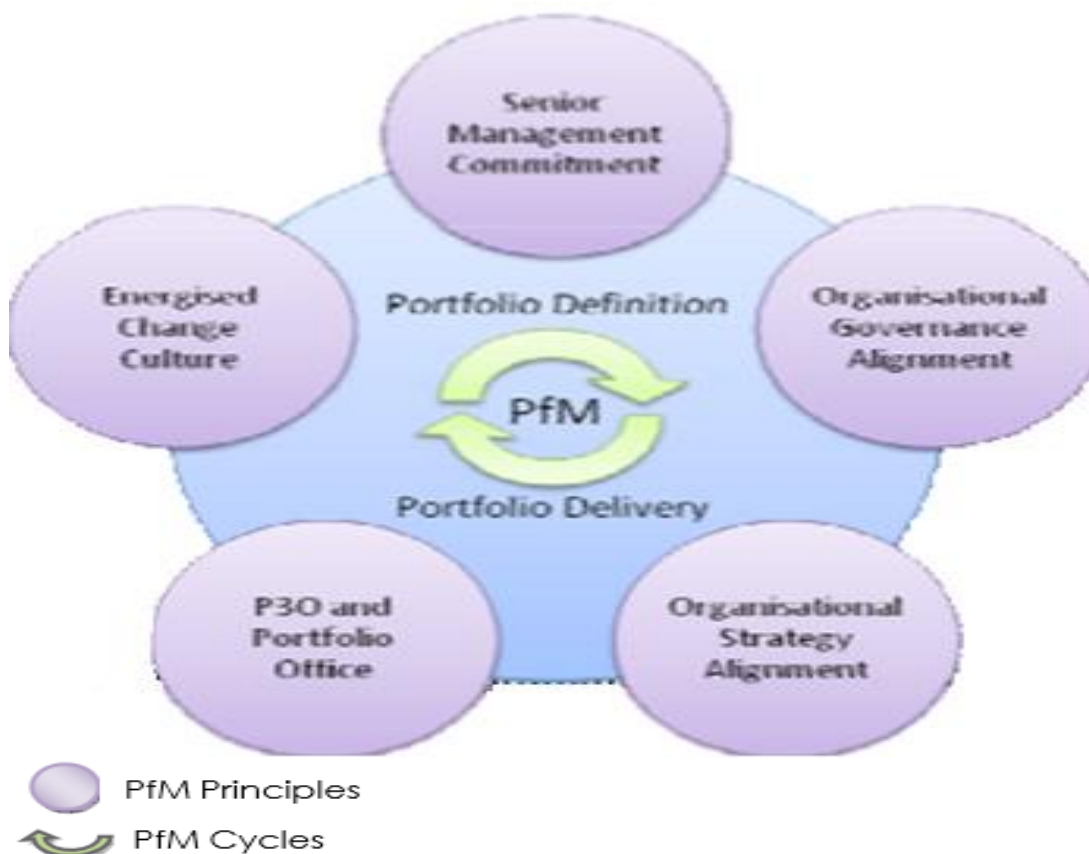 Senior
Management
Commitment
Energised
Change
Culture
Organisational
Governance
Alignment
Portfolio Definition
PfM
Portfolio Delivery
P3O and
Portfolio
Office
Organisational
Strategy
Alignment
PfM Principles
PfM Cycles